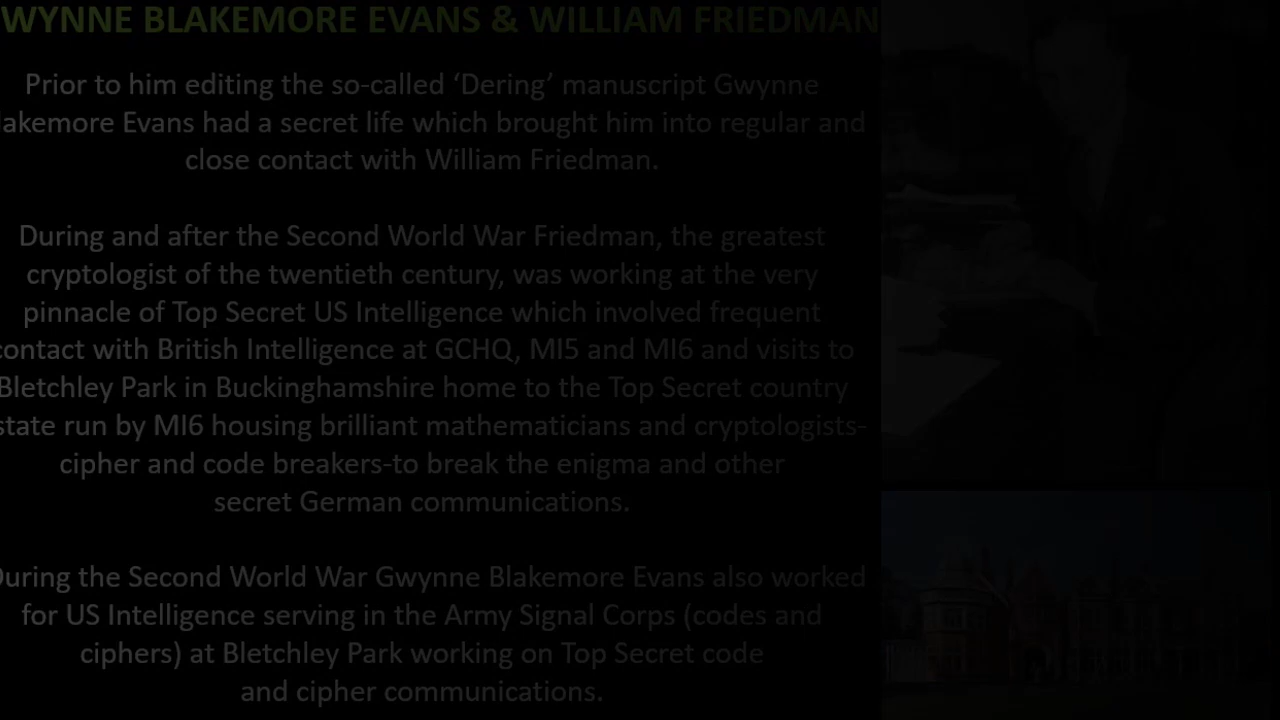 WYNNE BLAKEMORE EVANS & WILLIAM FRIEDMAN
Prior to him editing the so-called ‘Dering’ manuscript Gwynne
lakemore Evans had a secret life which brought him into regular and
close contact with William Friedman.
During and after the Second World War Friedman, the greatest
cryptologist of the twentieth century, was working at the very
pinnacle of Top Secret US Intelligence which involved frequent
contact with British Intelligence at GCHQ, MI5 and MI6 and visits to
Bletchley Park in Buckinghamshire home to the Top Secret country
state run by MI6 housing brilliant mathematicians and cryptologists-
cipher and code breakers-to break the enigma and other
secret German communications.
During the Second World War Gwynne Blakemore Evans also worked
for US Intelligence serving in the Army Signal Corps (codes and
ciphers) at Bletchley Park working on Top Secret code
and cipher communications.